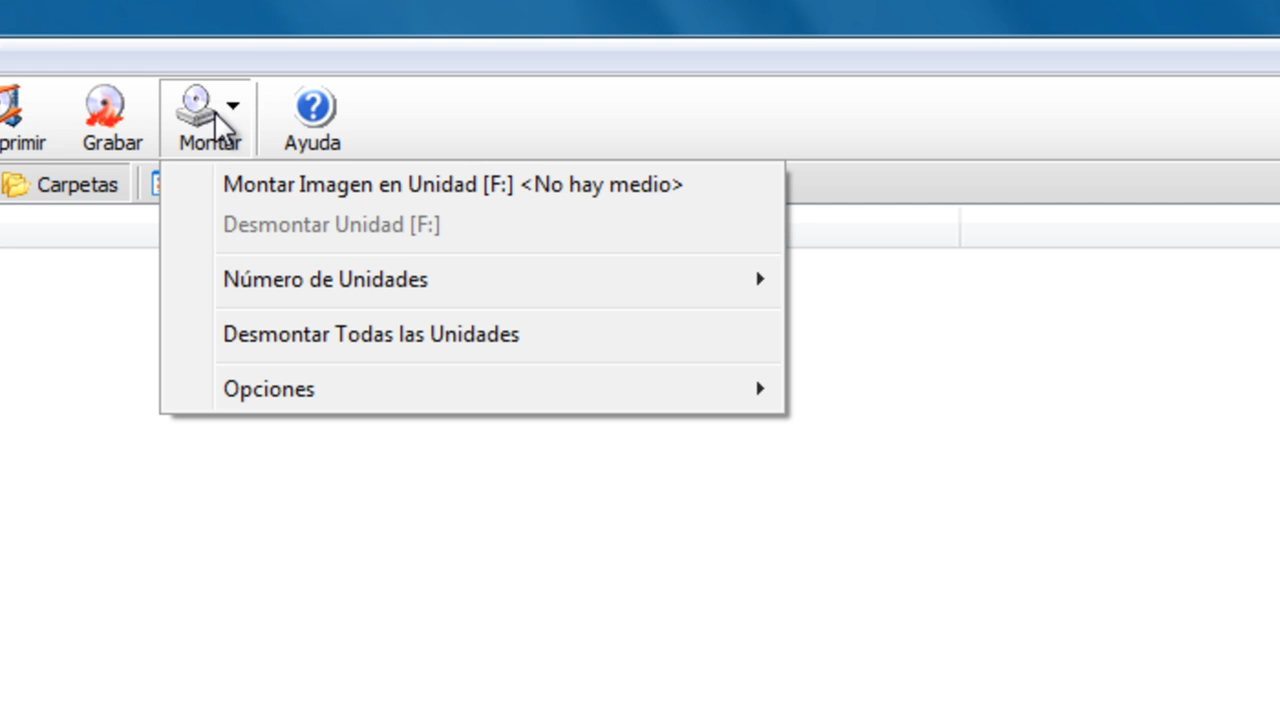 primir
Grabar
Montar
Ayuda
Carpetas
Montar Imagen en Unidad [F:] <No hay medio>
Desmontar Unidad [F:]
Número de Unidades
Desmontar Todas las Unidades
Opciones